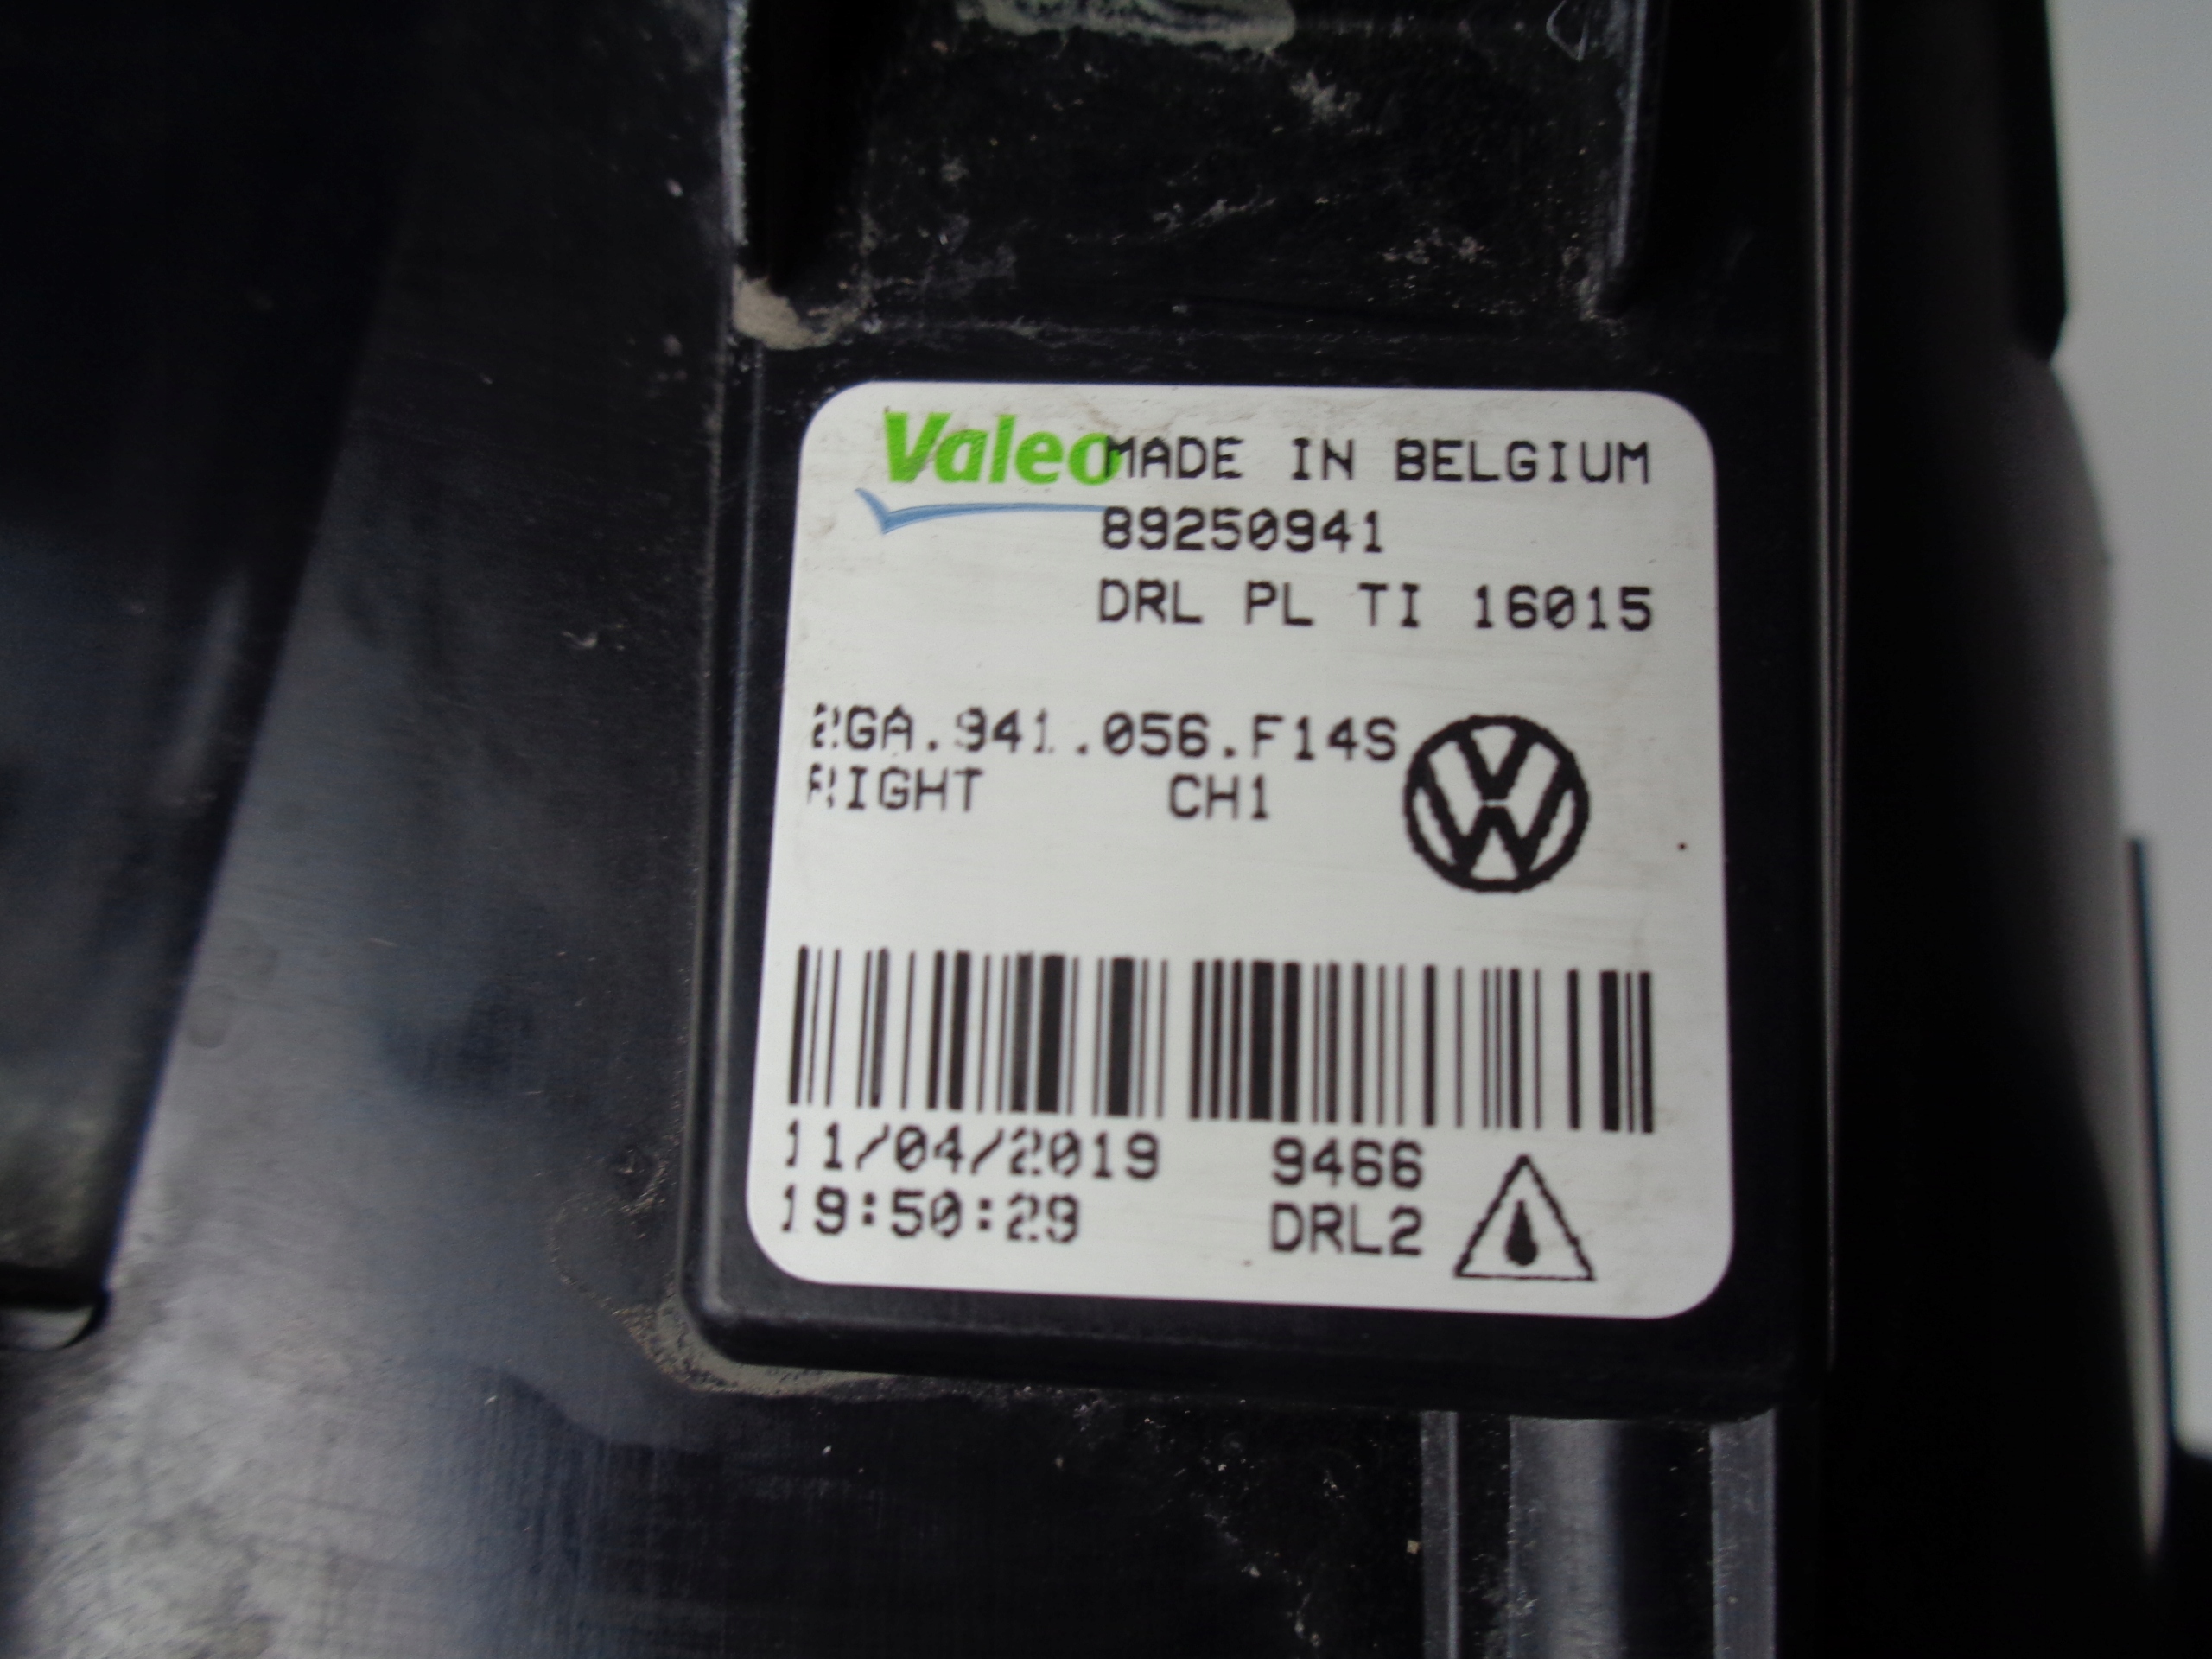 Valeo MADE IN BELGIUM
89250941
DRL PL TI 16015
2GA.941.056.F14S
RIGHT CH1
11/04/2019 9466
19:50:29 DRL2